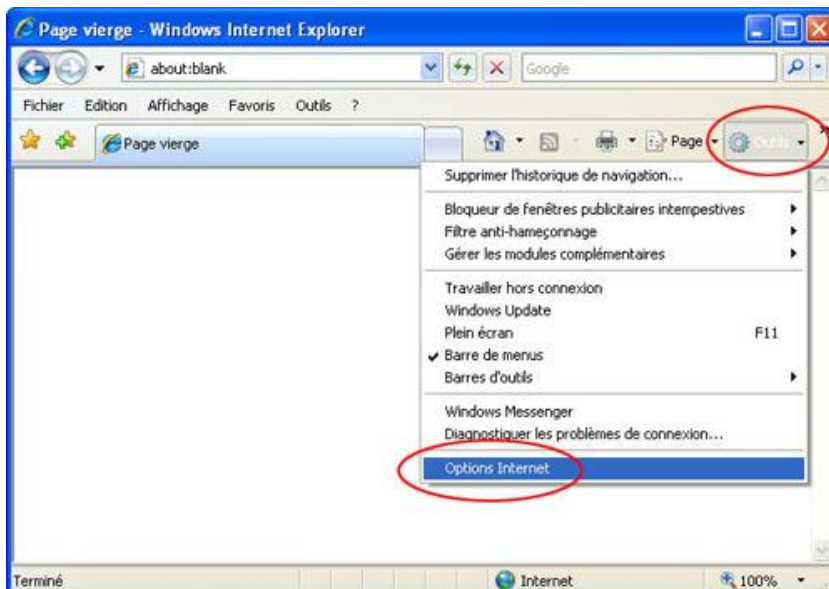 Page vierge - Windows Internet Explorer
about:blank
Google
Fichier Edition Affichage Favoris Outils ?
Page vierge
Page
Outils
Supprimer l'historique de navigation...
Bloqueur de fenêtres publicitaires intempestives
Filtre anti-hameçonnage
Gérer les modules complémentaires
Travailler hors connexion
Windows Update
Plein écran F11
Barre de menus
Barres d'outils
Windows Messenger
Diagnostiquer les problèmes de connexion...
Options Internet
Terminé Internet 100%